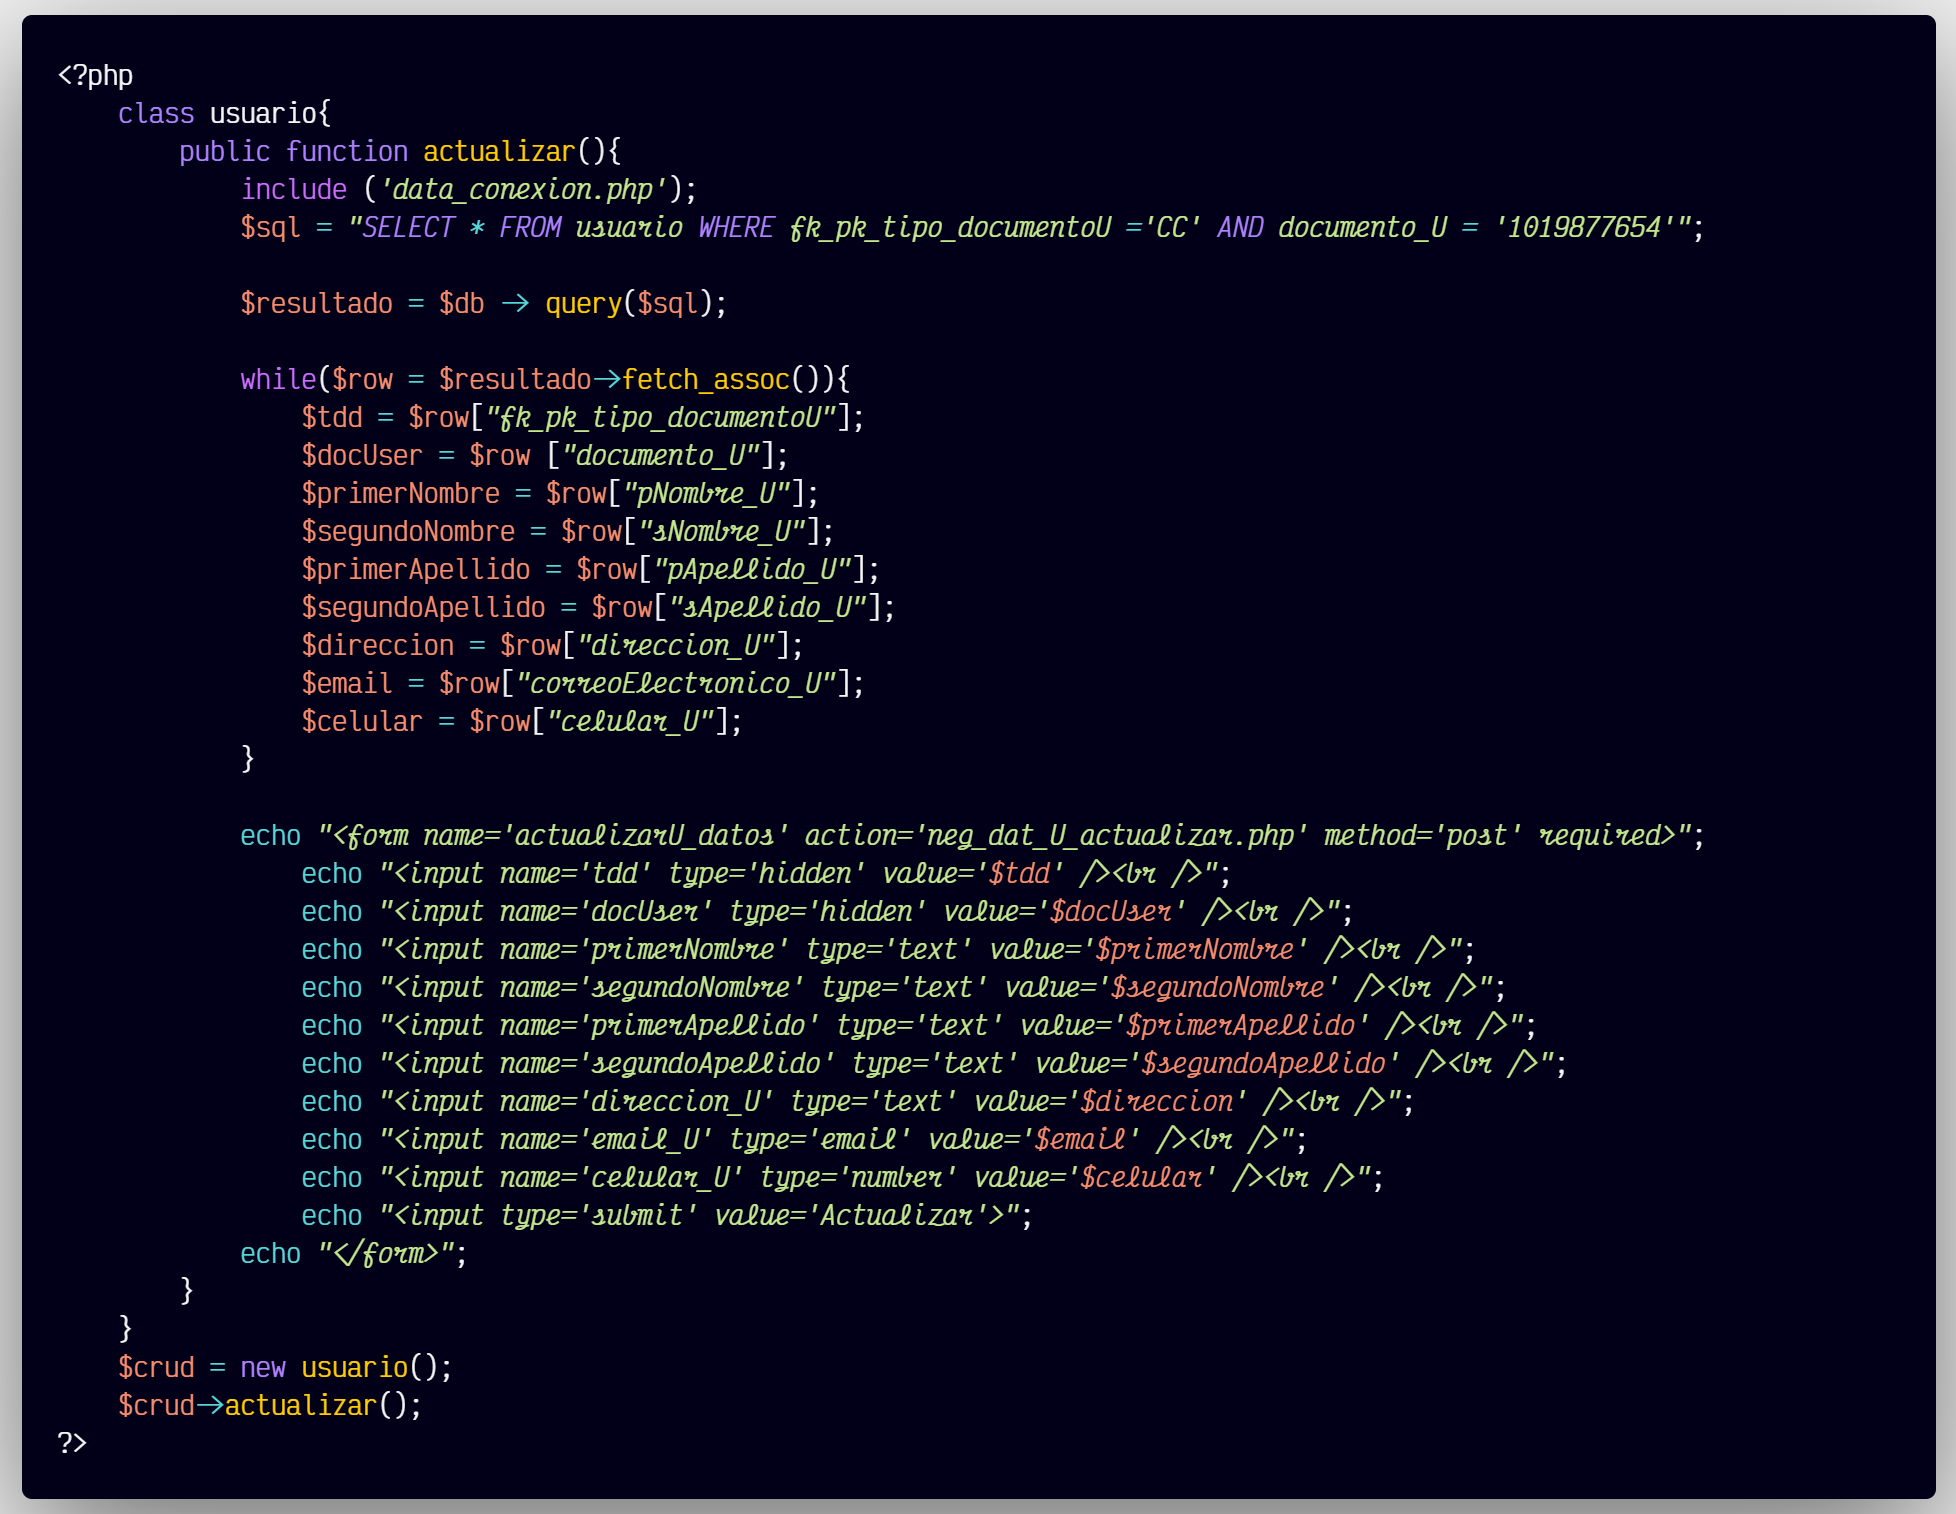 <?php
class usuario{
public function actualizar(){
include ('data_conexion.php');
$sql = "SELECT * FROM usuario WHERE fk_pk_tipo_documentoU ='CC' AND documento_U = '1019877654'";
$resultado = $db -> query($sql);
while($row = $resultado->fetch_assoc()){
$tdd = $row["fk_pk_tipo_documentoU"];
$docUser = $row ["documento_U"];
$primerNombre = $row["pNombre_U"];
$segundoNombre = $row["sNombre_U"];
$primerApellido = $row["pApellido_U"];
$segundoApellido = $row["sApellido_U"];
$direccion = $row["direccion_U"];
$email = $row["correoElectronico_U"];
$celular = $row["celular_U"];
}
echo "<form name='actualizarU_datos' action='neg_dat_U_actualizar.php' method='post' required>";
echo "<input name='tdd' type='hidden' value='$tdd' /><br />";
echo "<input name='docUser' type='hidden' value='$docUser' /><br />";
echo "<input name='primerNombre' type='text' value='$primerNombre' /><br />";
echo "<input name='segundoNombre' type='text' value='$segundoNombre' /><br />";
echo "<input name='primerApellido' type='text' value='$primerApellido' /><br />";
echo "<input name='segundoApellido' type='text' value='$segundoApellido' /><br />";
echo "<input name='direccion_U' type='text' value='$direccion' /><br />";
echo "<input name='email_U' type='email' value='$email' /><br />";
echo "<input name='celular_U' type='number' value='$celular' /><br />";
echo "<input type='submit' value='Actualizar'>";
echo "</form>";
}
}
$crud = new usuario();
$crud->actualizar();
?>